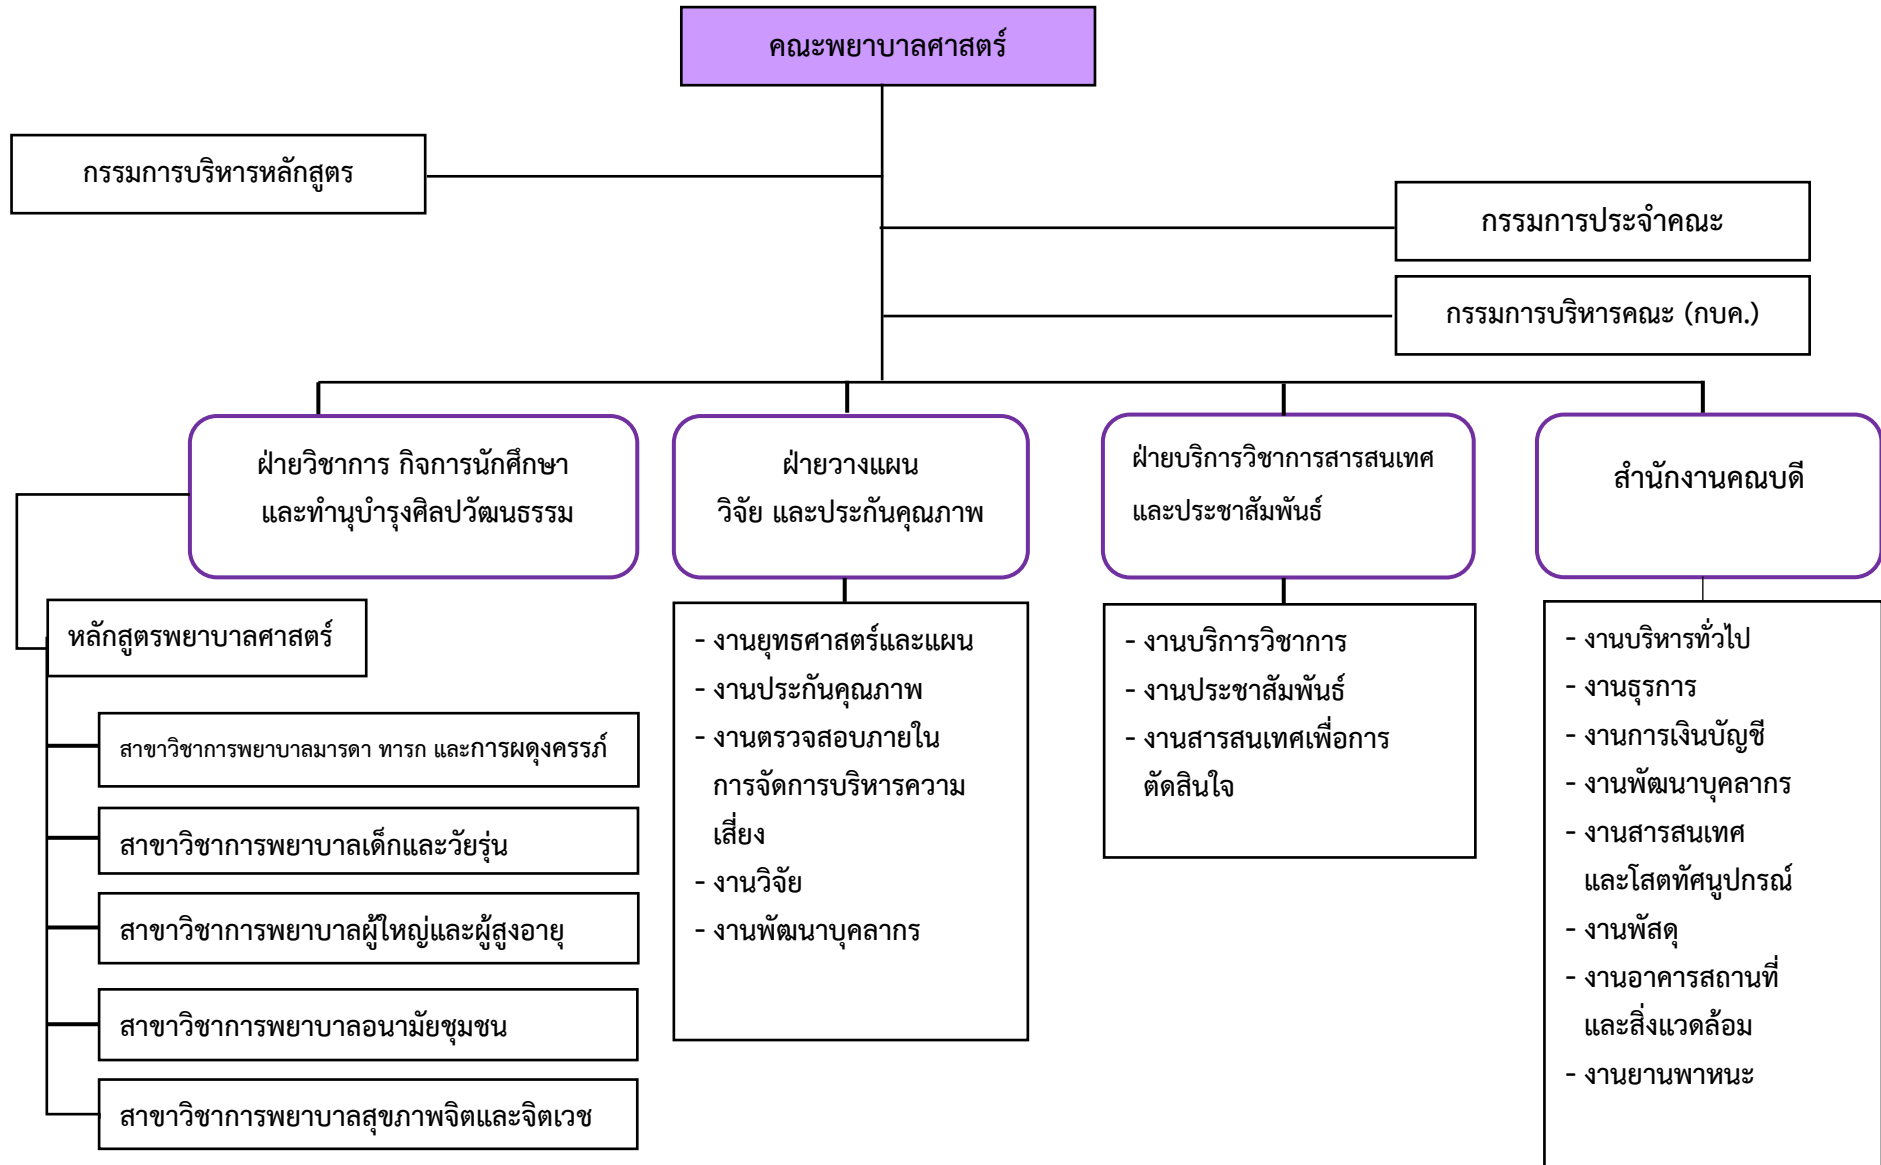 คณะพยาบาลศาสตร์
กรรมการบริหารหลักสูตร
กรรมการประจำคณะ
กรรมการบริหารคณะ (กบค.)
ฝ่ายวิชาการ กิจการนักศึกษา
และทำนุบำรุงศิลปวัฒนธรรม
ฝ่ายวางแผน
วิจัย และประกันคุณภาพ
ฝ่ายบริการวิชาการสารสนเทศ
และประชาสัมพันธ์
สำนักงานคณบดี
หลักสูตรพยาบาลศาสตร์
สาขาวิชาการพยาบาลมารดา ทารก และการผดุงครรภ์
สาขาวิชาการพยาบาลเด็กและวัยรุ่น
สาขาวิชาการพยาบาลผู้ใหญ่และผู้สูงอายุ
สาขาวิชาการพยาบาลอนามัยชุมชน
สาขาวิชาการพยาบาลสุขภาพจิตและจิตเวช
- งานยุทธศาสตร์และแผน
- งานประกันคุณภาพ
- งานตรวจสอบภายใน
การจัดการบริหารความ
เสี่ยง
- งานวิจัย
- งานพัฒนาบุคลากร
- งานบริการวิชาการ
- งานประชาสัมพันธ์
- งานสารสนเทศเพื่อการ
ตัดสินใจ
- งานบริหารทั่วไป
- งานธุรการ
- งานการเงินบัญชี
- งานพัฒนาบุคลากร
- งานสารสนเทศ
และโสตทัศนูปกรณ์
- งานพัสดุ
- งานอาคารสถานที่
และสิ่งแวดล้อม
- งานยานพาหนะ